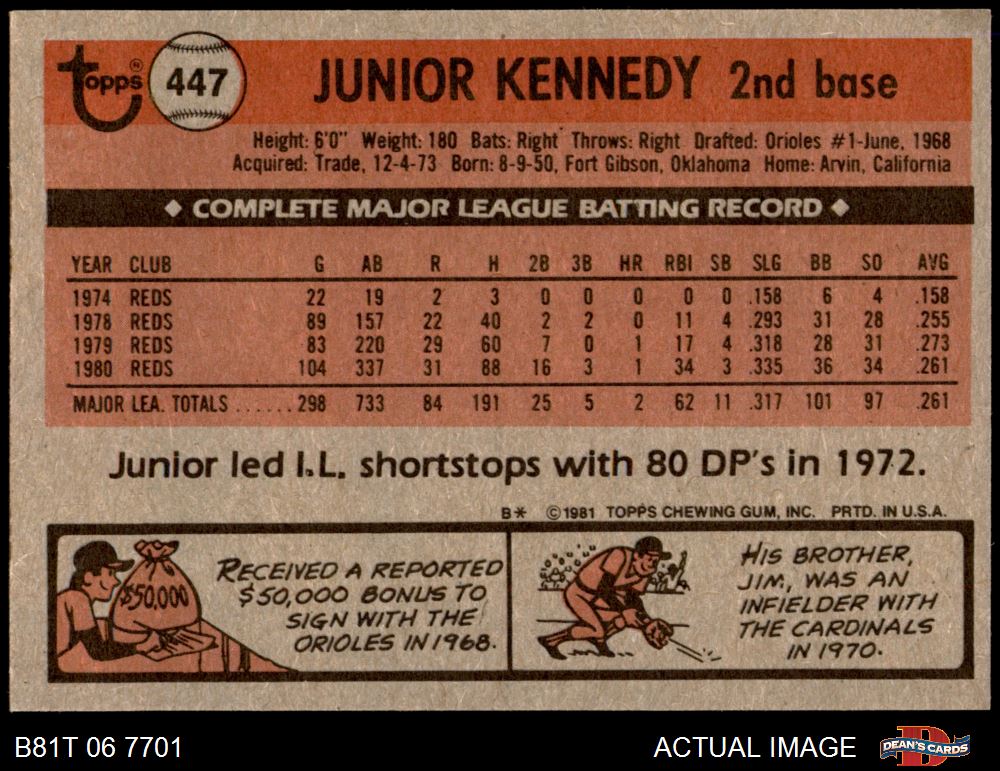 Topps ® 447 JUNIOR KENNEDY 2nd base
Height: 6'0" Weight: 180 Bats: Right Throws: Right Drafted: Orioles #1-June, 1968
Acquired: Trade, 12-4-73 Born: 8-9-50, Fort Gibson, Oklahoma Home: Arvin, California
◆ COMPLETE MAJOR LEAGUE BATTING RECORD ◆
YEAR CLUB G AB R H 2B 3B HR RBI SB SLG BB SO AVG
1974 REDS 22 19 2 3 0 0 0 0 0 .158 6 4 .158
1978 REDS 89 157 22 40 2 2 0 11 4 .293 31 28 .255
1979 REDS 83 220 29 60 7 0 1 17 4 .318 28 31 .273
1980 REDS 104 337 31 88 16 3 1 34 3 .335 36 34 .261
MAJOR LEA. TOTALS ...... 298 733 84 191 25 5 2 62 11 .317 101 97 .261
Junior led I.L. shortstops with 80 DP's in 1972.
B* ©1981 TOPPS CHEWING GUM, INC. PRTD. IN U.S.A.
$50,000
RECEIVED A REPORTED
$50,000 BONUS TO
SIGN WITH THE
ORIOLES IN 1968.
HIS BROTHER,
JIM, WAS AN
INFIELDER WITH
THE CARDINALS
IN 1970.
B81T 06 7701
ACTUAL IMAGE
D
DEAN'S CARDS